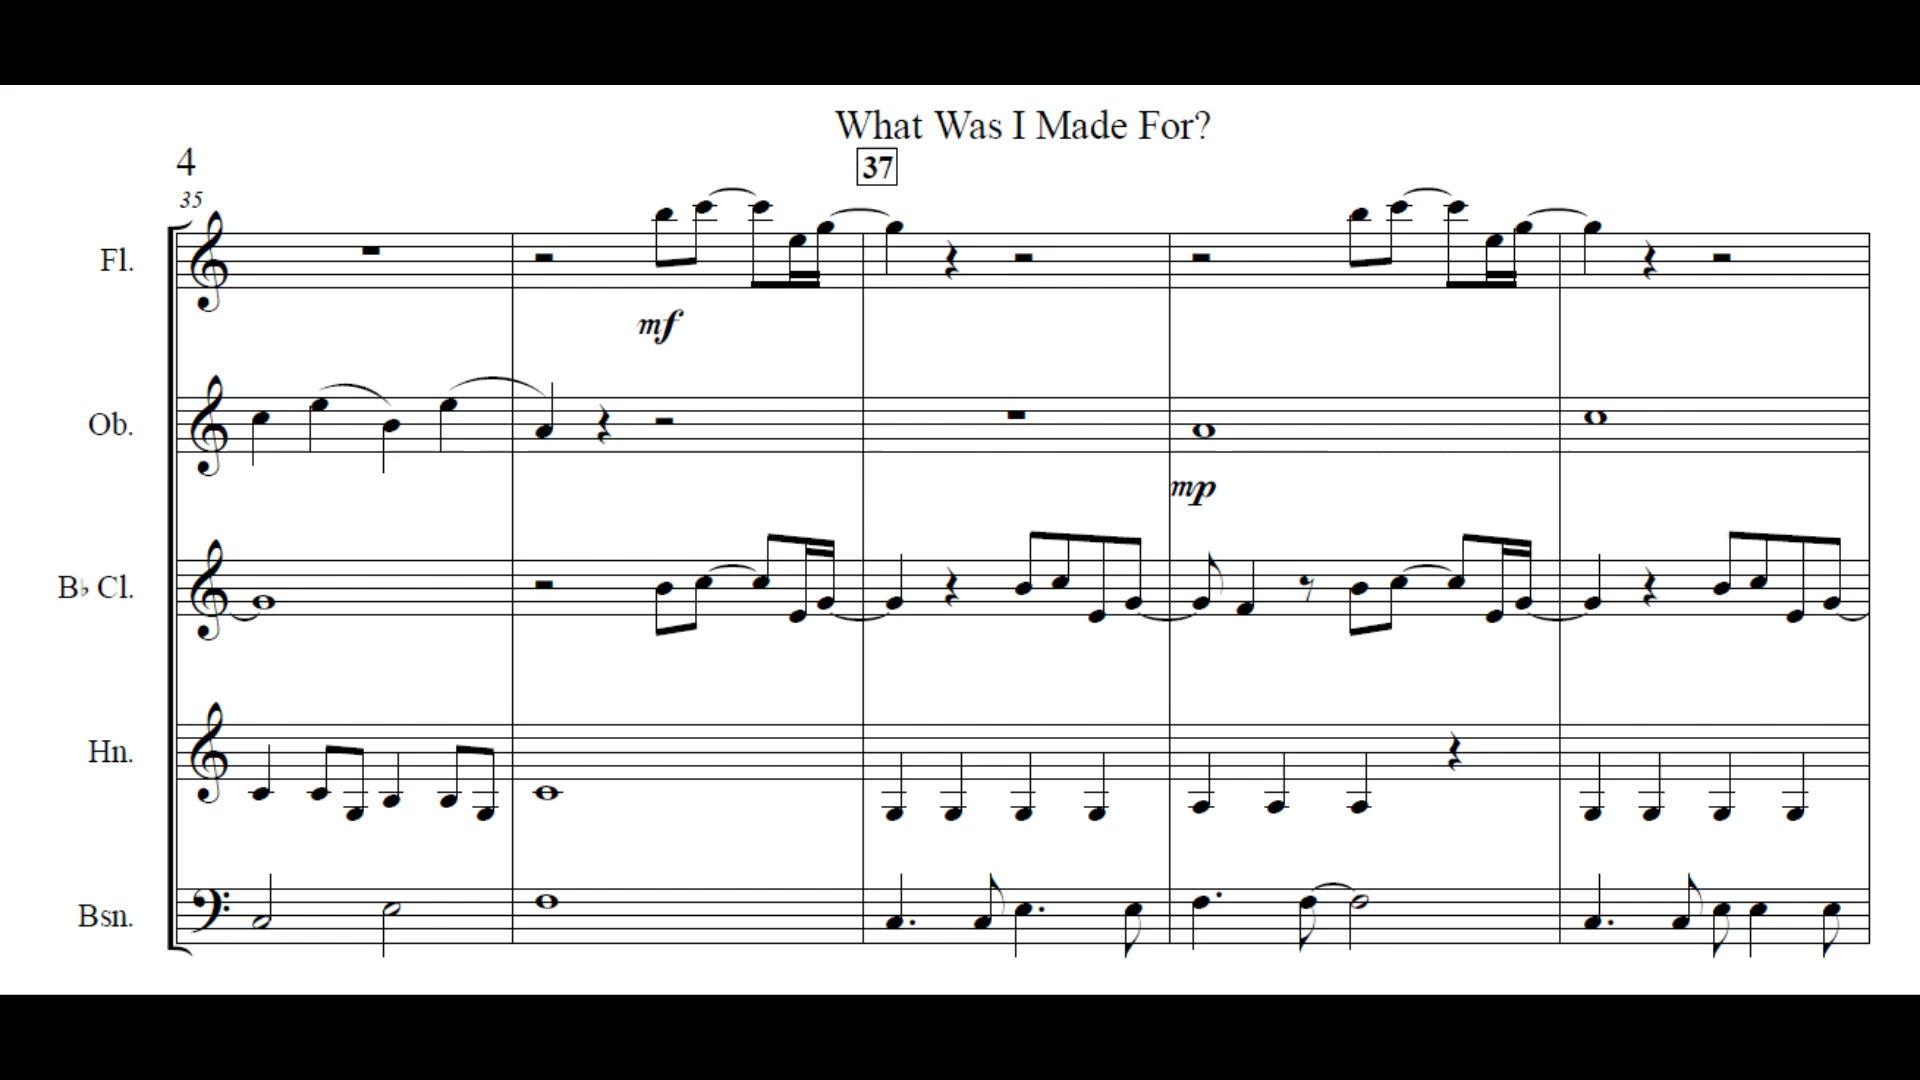 What Was I Made For?
4
37
35
Fl.
mf
Ob.
mp
B♭ Cl.
Hn.
Bsn.